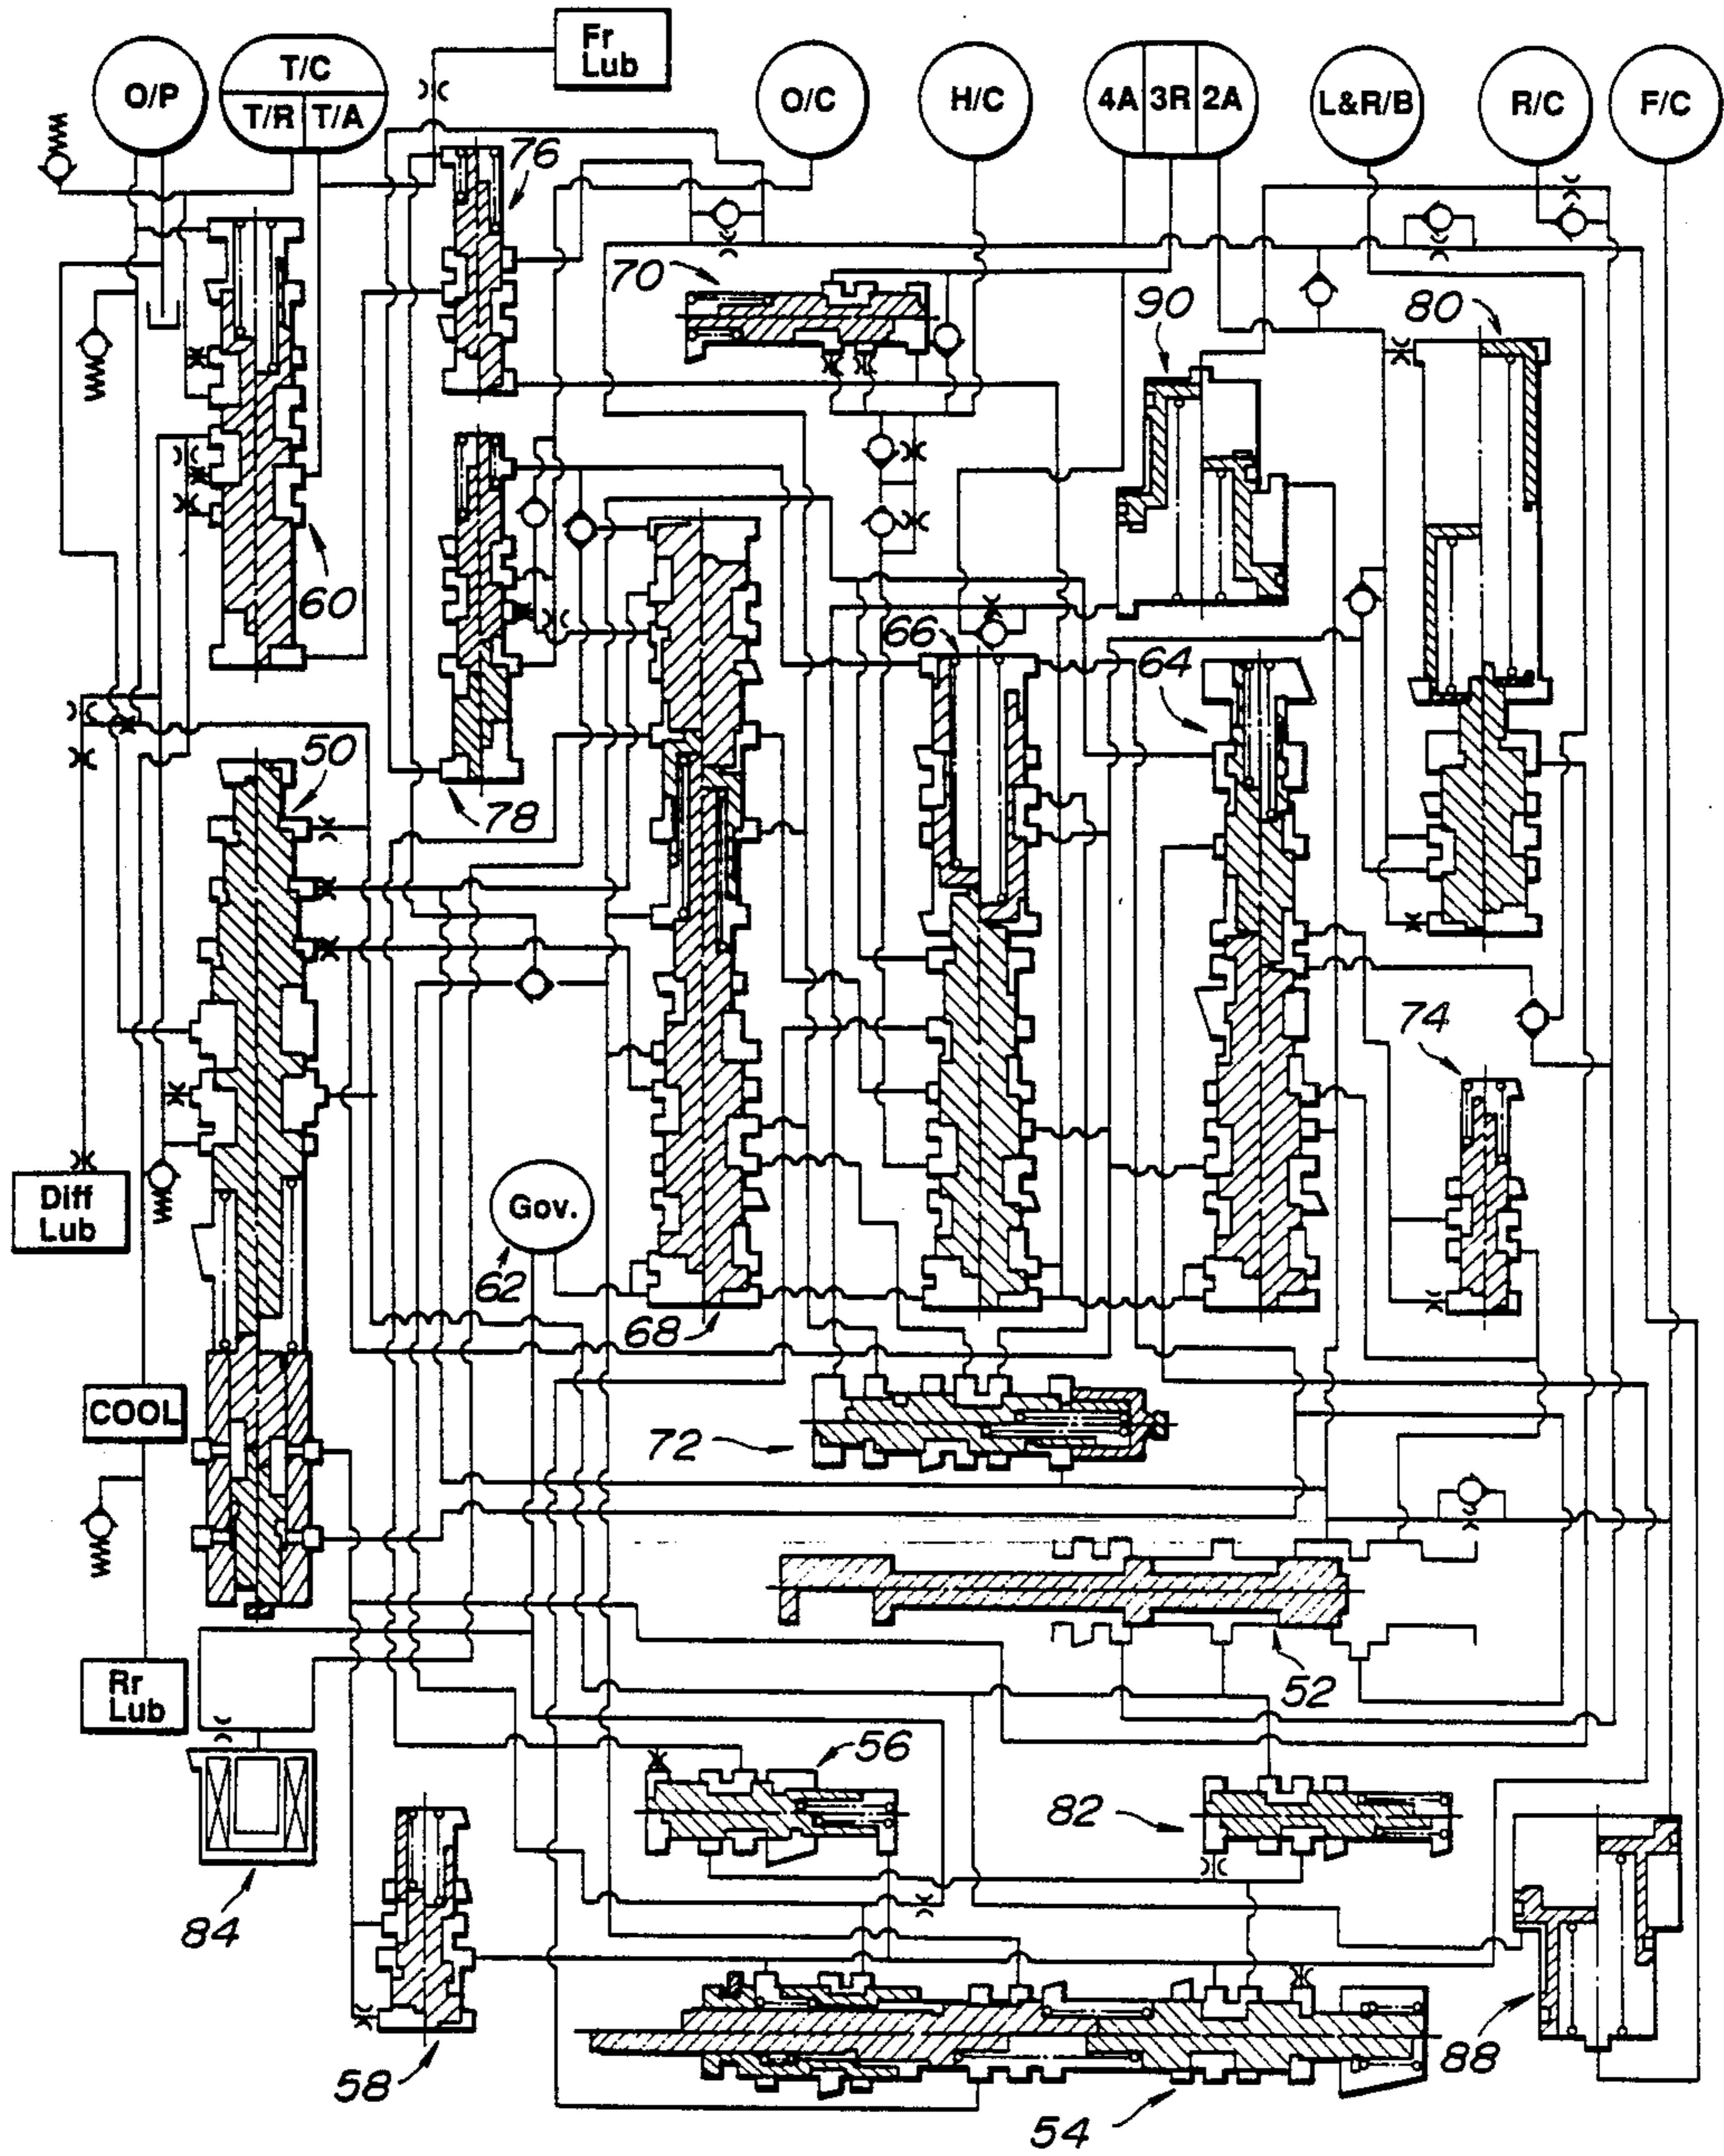 Fr
Lub
O/P
T/C
T/R
T/A
O/C
H/C
4A
3R
2A
L&R/B
R/C
F/C
76
70
90
80
60
66
64
50
78
74
Diff
Lub
Gov.
62
68
COOL
72
Rr
Lub
52
56
82
84
58
88
54